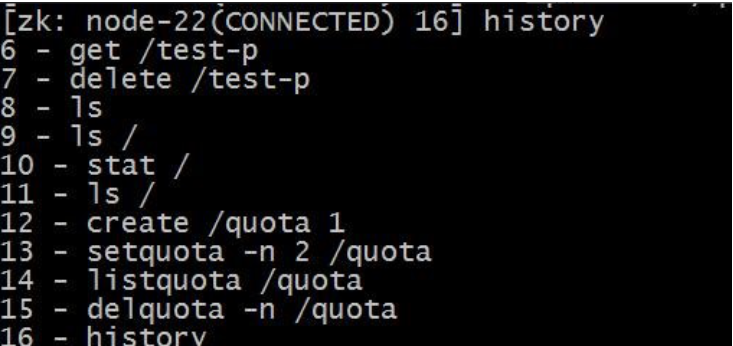 [zk: node-22(CONNECTED) 16] history
6 - get /test-p
7 - delete /test-p
8 - ls
9 - ls /
10 - stat /
11 - ls /
12 - create /quota 1
13 - setquota -n 2 /quota
14 - listquota /quota
15 - delquota -n /quota
16 - history